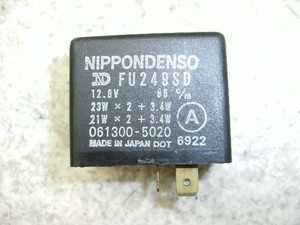 NIPPONDENSO
ND FU249SD
12.8V 85 c/m
23W × 2 + 3.4W
21W × 2 + 3.4W
A
061300-5020
MADE IN JAPAN DOT 6922